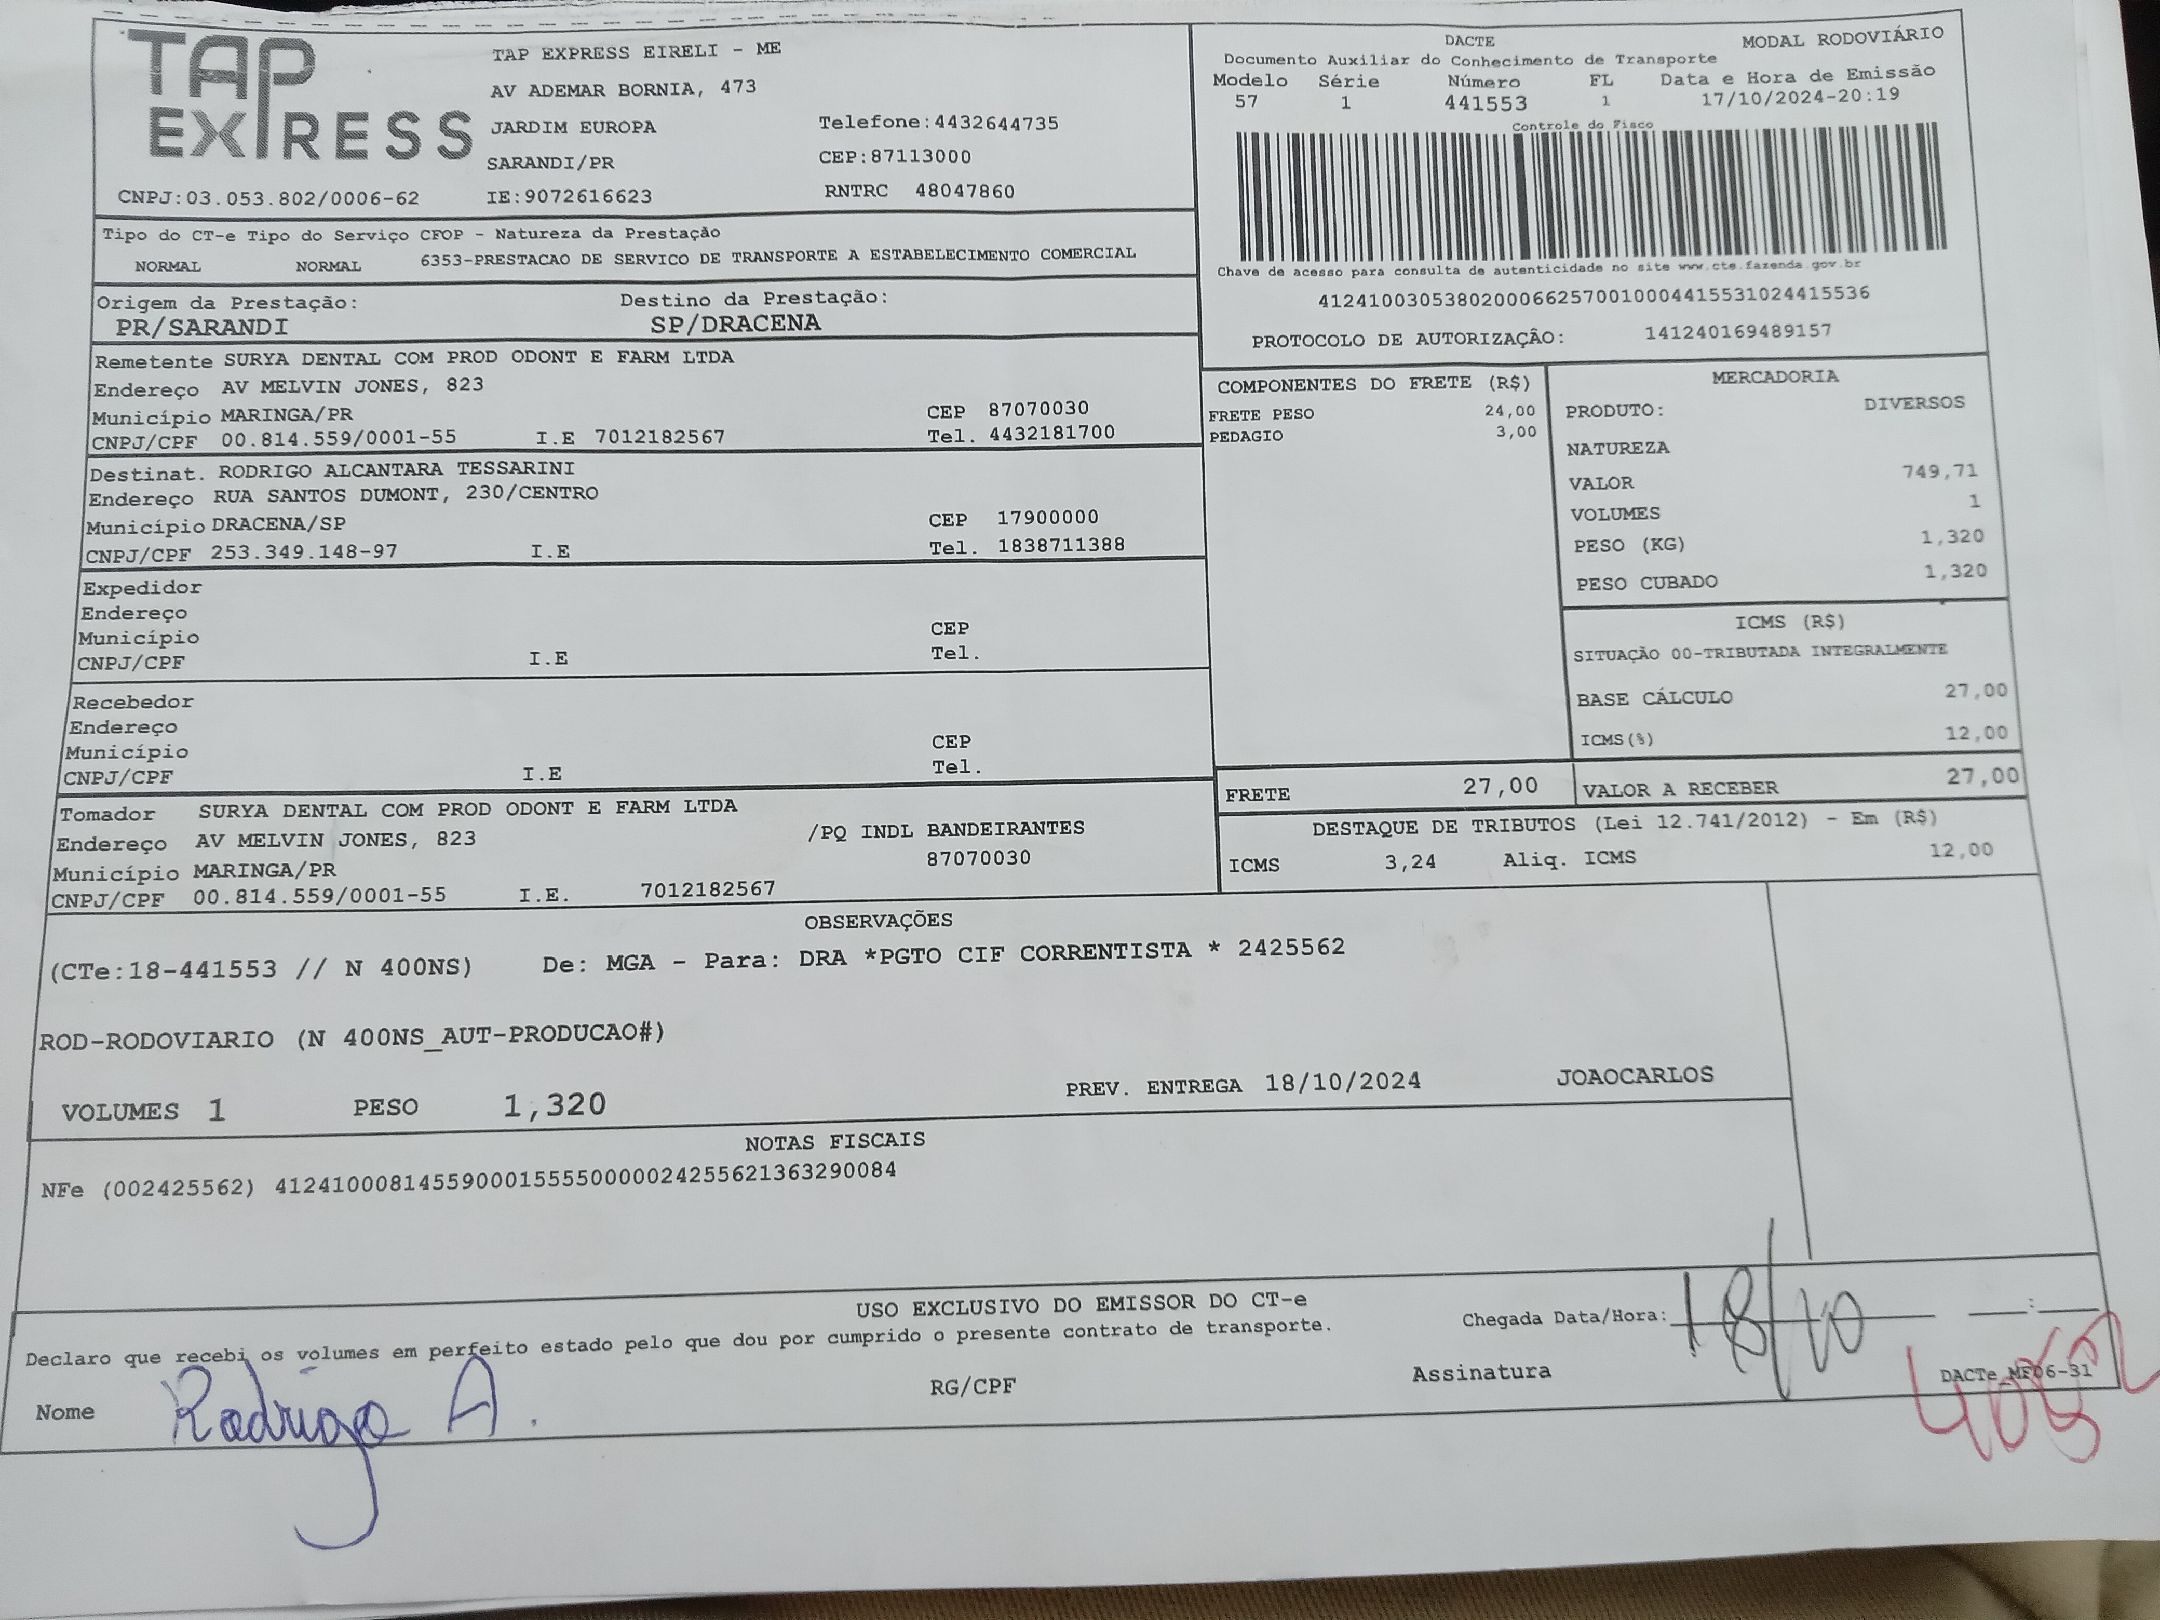 TAP EXPRESS
TAP EXPRESS EIRELI - ME
AV ADEMAR BORNIA, 473
JARDIM EUROPA Telefone:4432644735
SARANDI/PR CEP:87113000
CNPJ:03.053.802/0006-62 IE:9072616623 RNTRC 48047860
DACTE MODAL RODOVIÁRIO
Documento Auxiliar do Conhecimento de Transporte
Modelo Série Número FL Data e Hora de Emissão
57 1 441553 1 17/10/2024-20:19
Controle do Fisco
Chave de acesso para consulta de autenticidade no site www.cte.fazenda.gov.br
41241003053802000662570010004415531024415536
PROTOCOLO DE AUTORIZAÇÂO: 141240169489157
Tipo do CT-e Tipo do Serviço CFOP - Natureza da Prestação
NORMAL NORMAL 6353-PRESTACAO DE SERVICO DE TRANSPORTE A ESTABELECIMENTO COMERCIAL
Origem da Prestação: Destino da Prestação:
PR/SARANDI SP/DRACENA
Remetente SURYA DENTAL COM PROD ODONT E FARM LTDA
Endereço AV MELVIN JONES, 823
Município MARINGA/PR CEP 87070030
CNPJ/CPF 00.814.559/0001-55 I.E 7012182567 Tel. 4432181700
Destinat. RODRIGO ALCANTARA TESSARINI
Endereço RUA SANTOS DUMONT, 230/CENTRO
Município DRACENA/SP CEP 17900000
CNPJ/CPF 253.349.148-97 I.E Tel. 1838711388
Expedidor
Endereço
Município CEP
CNPJ/CPF I.E Tel.
Recebedor
Endereço
Município CEP
CNPJ/CPF I.E Tel.
Tomador SURYA DENTAL COM PROD ODONT E FARM LTDA
Endereço AV MELVIN JONES, 823 /PQ INDL BANDEIRANTES
Município MARINGA/PR 87070030
CNPJ/CPF 00.814.559/0001-55 I.E. 7012182567
COMPONENTES DO FRETE (R$)
FRETE PESO 24,00
PEDAGIO 3,00
MERCADORIA
PRODUTO: DIVERSOS
NATUREZA
VALOR 749,71
VOLUMES 1
PESO (KG) 1,320
PESO CUBADO 1,320
ICMS (R$)
SITUAÇÃO 00-TRIBUTADA INTEGRALMENTE
BASE CÁLCULO 27,00
ICMS(%) 12,00
FRETE 27,00 VALOR A RECEBER 27,00
DESTAQUE DE TRIBUTOS (Lei 12.741/2012) - Em (R$)
ICMS 3,24 Aliq. ICMS 12,00
OBSERVAÇÕES
(CTe:18-441553 // N 400NS) De: MGA - Para: DRA *PGTO CIF CORRENTISTA * 2425562
ROD-RODOVIARIO (N 400NS_AUT-PRODUCAO#)
VOLUMES 1 PESO 1,320 PREV. ENTREGA 18/10/2024 JOAOCARLOS
NOTAS FISCAIS
NFe (002425562) 41241000814559000155550000024255621363290084
USO EXCLUSIVO DO EMISSOR DO CT-e
Declaro que recebi os volumes em perfeito estado pelo que dou por cumprido o presente contrato de transporte.
Chegada Data/Hora: 18/10 :
Nome Rodrigo A. RG/CPF Assinatura
DACTe_MF06-31